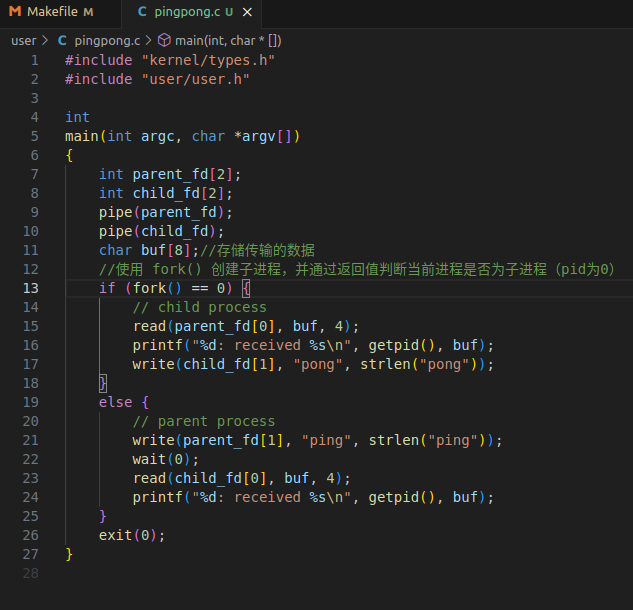 M Makefile M C pingpong.c U ×
user > C pingpong.c > main(int, char * [])
1 #include "kernel/types.h"
2 #include "user/user.h"
3
4 int
5 main(int argc, char *argv[])
6 {
7 int parent_fd[2];
8 int child_fd[2];
9 pipe(parent_fd);
10 pipe(child_fd);
11 char buf[8];//存储传输的数据
12 //使用 fork() 创建子进程，并通过返回值判断当前进程是否为子进程（pid为0）
13 if (fork() == 0) {
14 // child process
15 read(parent_fd[0], buf, 4);
16 printf("%d: received %s\n", getpid(), buf);
17 write(child_fd[1], "pong", strlen("pong"));
18 }
19 else {
20 // parent process
21 write(parent_fd[1], "ping", strlen("ping"));
22 wait(0);
23 read(child_fd[0], buf, 4);
24 printf("%d: received %s\n", getpid(), buf);
25 }
26 exit(0);
27 }
28